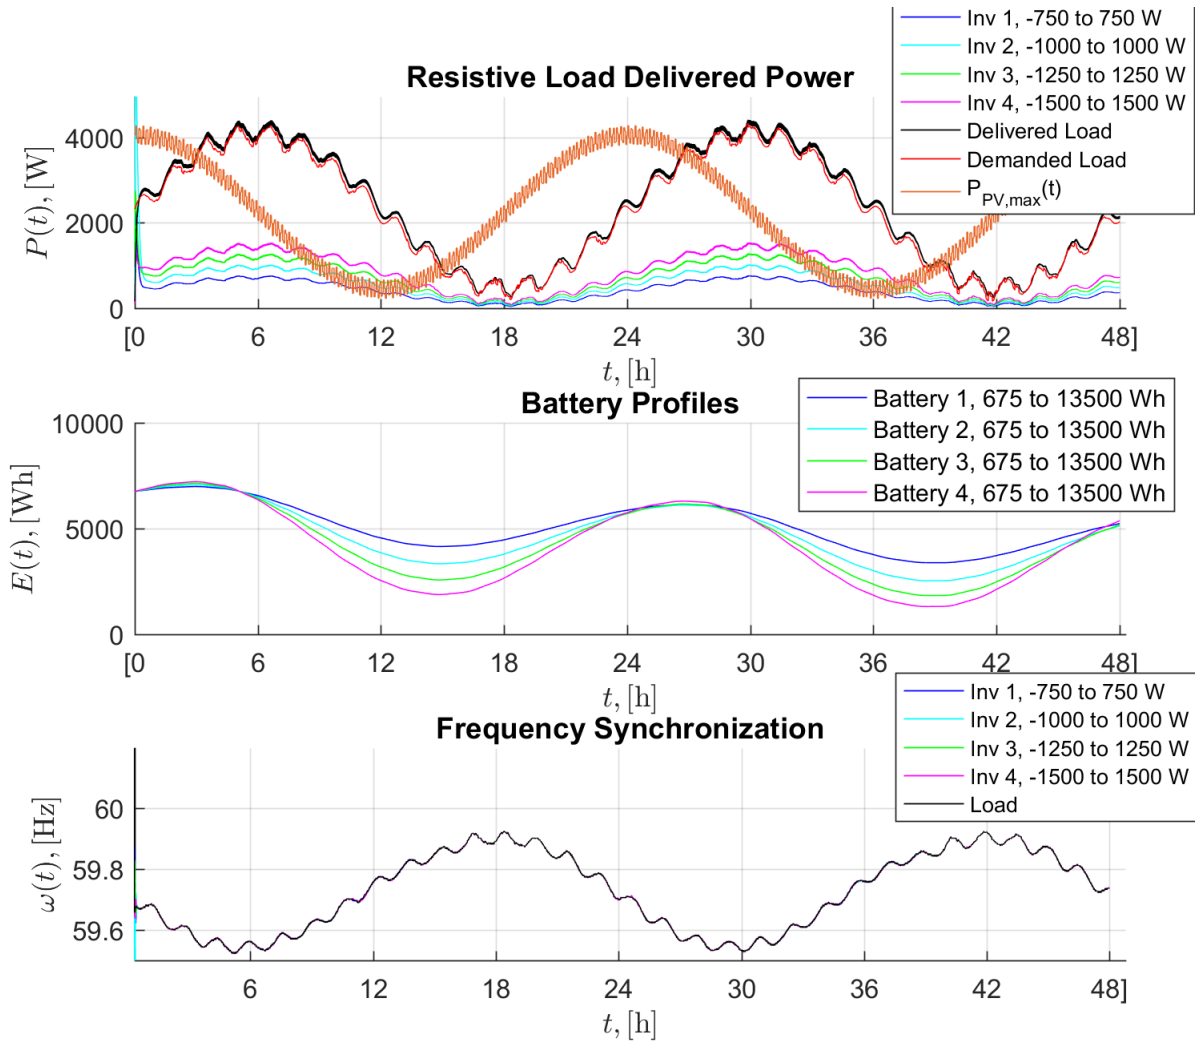 Inv 1, -750 to 750 W
Inv 2, -1000 to 1000 W
Inv 3, -1250 to 1250 W
Inv 4, -1500 to 1500 W
Delivered Load
Demanded Load
P_PV,max(t)
Resistive Load Delivered Power
P(t), [W]
4000
2000
0
[0 6 12 18 24 30 36 42 48]
t, [h]
Battery Profiles
Battery 1, 675 to 13500 Wh
Battery 2, 675 to 13500 Wh
Battery 3, 675 to 13500 Wh
Battery 4, 675 to 13500 Wh
E(t), [Wh]
10000
5000
0
[0 6 12 18 24 30 36 42 48]
t, [h]
Inv 1, -750 to 750 W
Inv 2, -1000 to 1000 W
Inv 3, -1250 to 1250 W
Inv 4, -1500 to 1500 W
Load
Frequency Synchronization
ω(t), [Hz]
60
59.8
59.6
6 12 18 24 30 36 42 48]
t, [h]